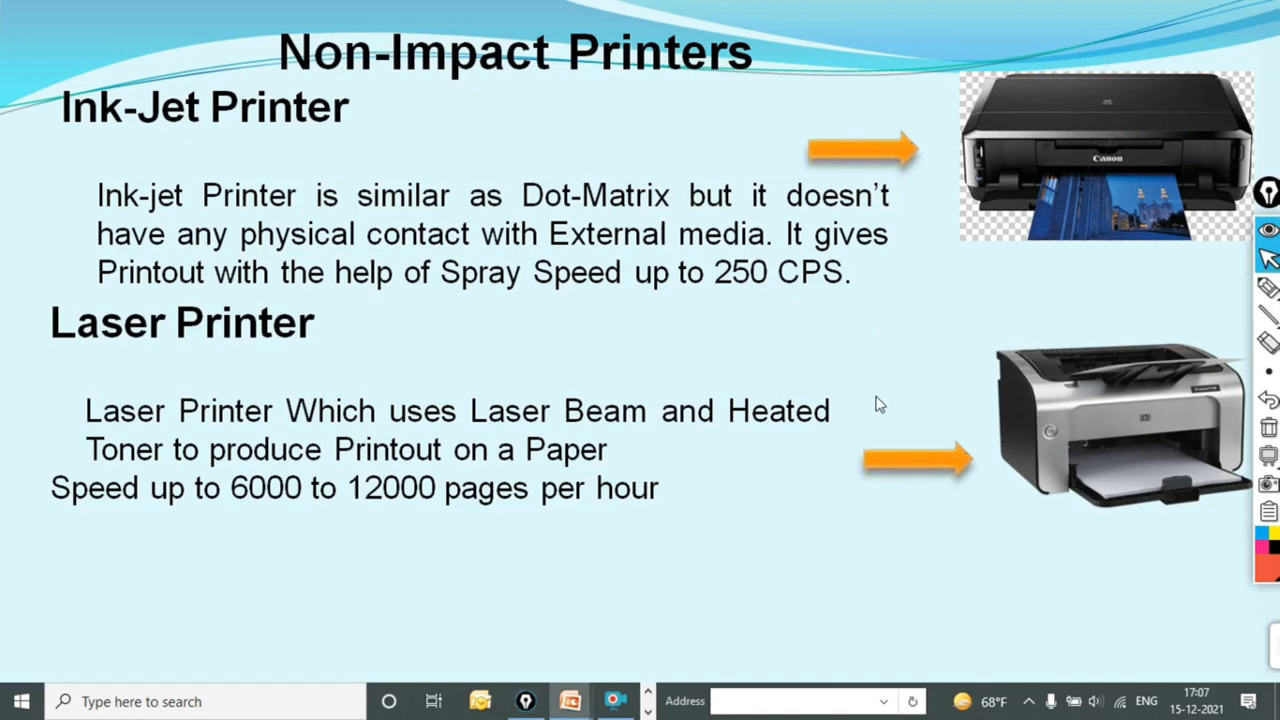 Non-Impact Printers
Ink-Jet Printer
Canon
Ink-jet Printer is similar as Dot-Matrix but it doesn’t
have any physical contact with External media. It gives
Printout with the help of Spray Speed up to 250 CPS.
Laser Printer
Laser Printer Which uses Laser Beam and Heated
Toner to produce Printout on a Paper
hp
Speed up to 6000 to 12000 pages per hour
Type here to search
Address
68°F
ENG
17:07
15-12-2021